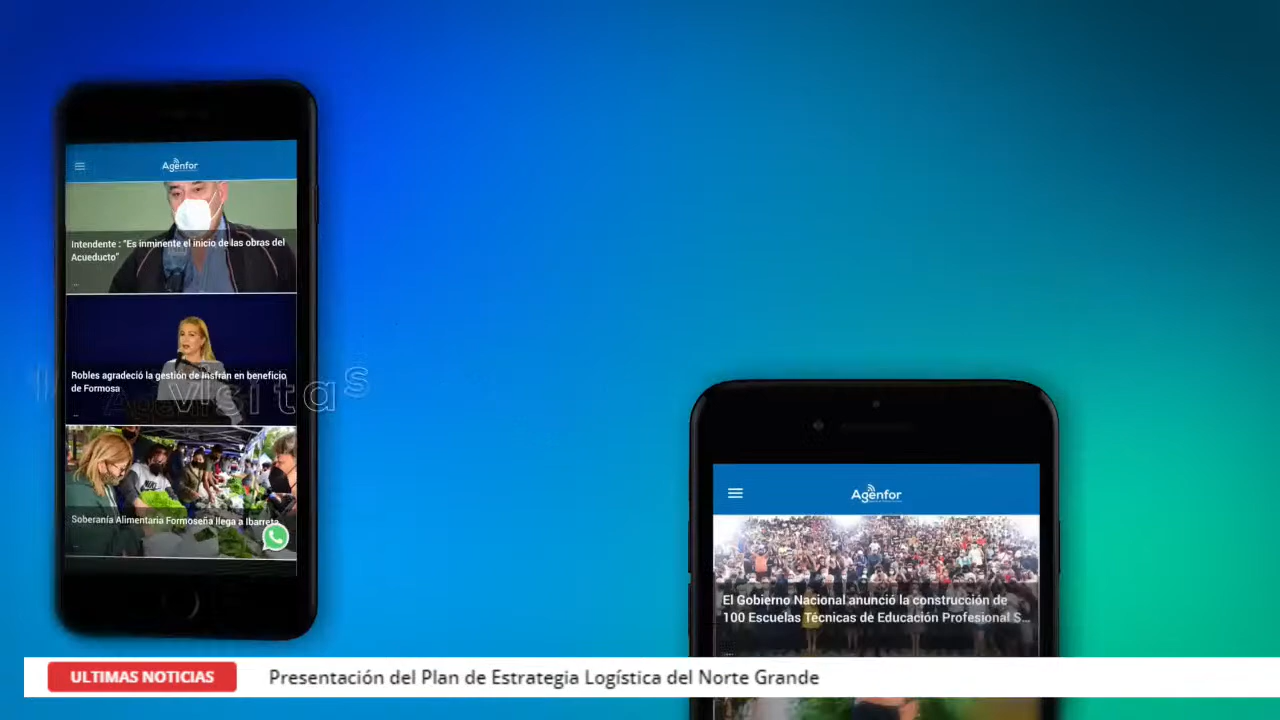 Agenfor
Intendente : “Es inminente el inicio de las obras del
Acueducto”
...
Robles agradeció la gestión de Insfrán en beneficio
de Formosa
...
visitas
Soberanía Alimentaria Formoseña llega a Ibarreta
...
Agenfor
El Gobierno Nacional anunció la construcción de
100 Escuelas Técnicas de Educación Profesional S...
...
ULTIMAS NOTICIAS
Presentación del Plan de Estrategia Logística del Norte Grande